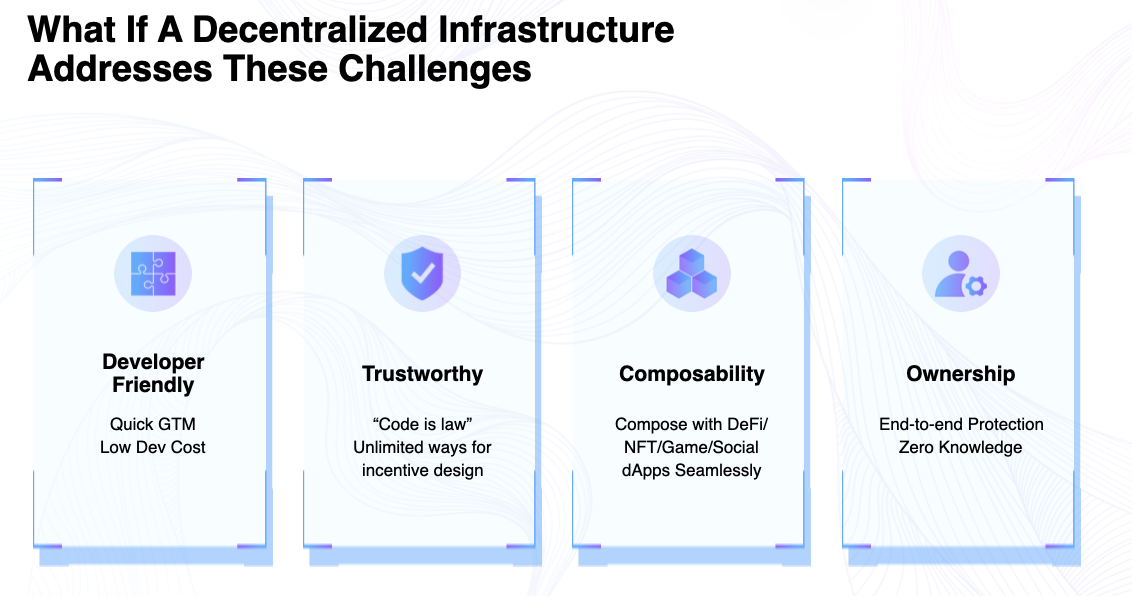 What If A Decentralized Infrastructure
Addresses These Challenges
Developer
Friendly
Quick GTM
Low Dev Cost
Trustworthy
“Code is law”
Unlimited ways for
incentive design
Composability
Compose with DeFi/
NFT/Game/Social
dApps Seamlessly
Ownership
End-to-end Protection
Zero Knowledge